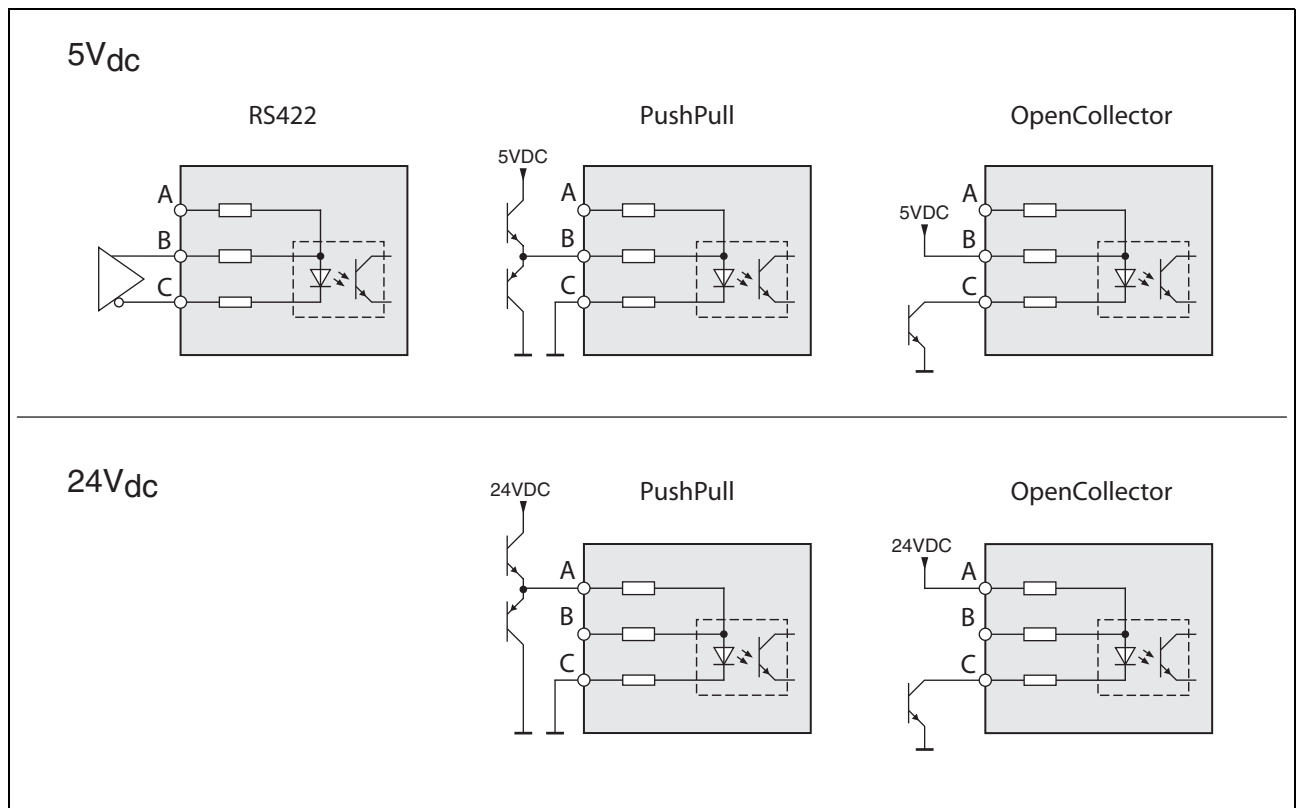 5Vdc
RS422
PushPull
OpenCollector
A
B
C
5VDC
A
B
C
5VDC
A
B
C
24Vdc
PushPull
OpenCollector
24VDC
A
B
C
24VDC
A
B
C